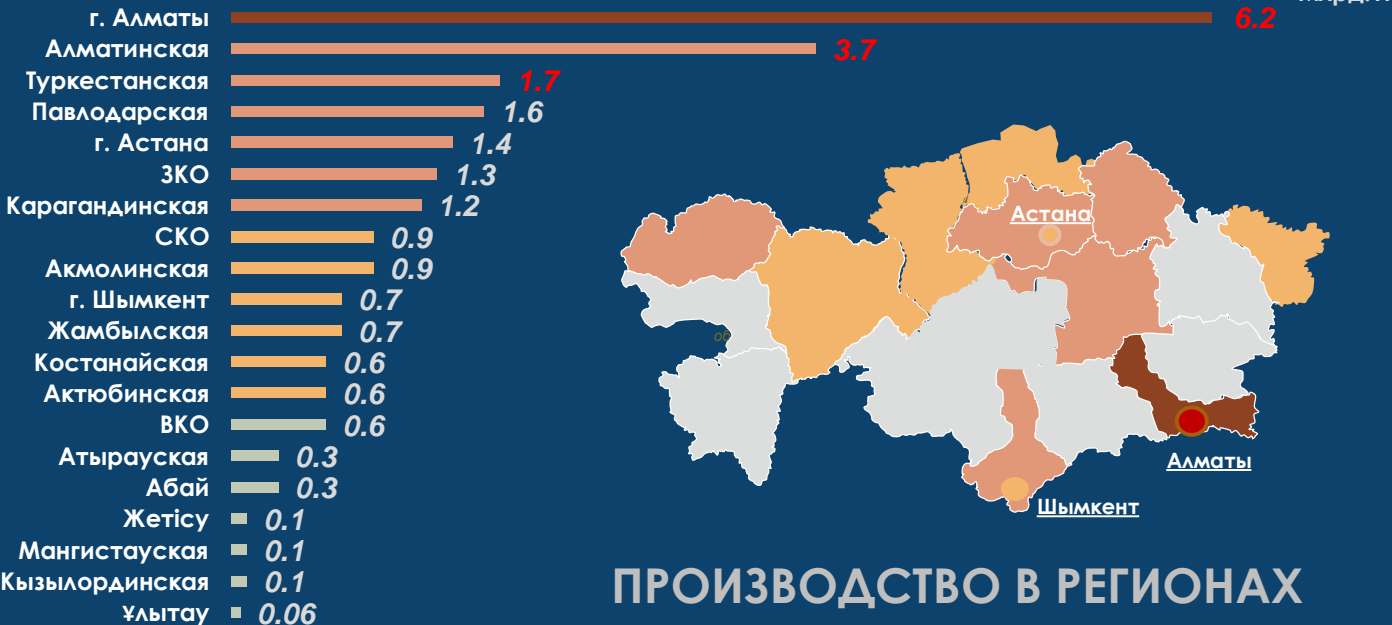 г. Алматы 6.2
Алматинская 3.7
Туркестанская 1.7
Павлодарская 1.6
г. Астана 1.4
ЗКО 1.3
Карагандинская 1.2
СКО 0.9
Акмолинская 0.9
г. Шымкент 0.7
Жамбылская 0.7
Костанайская 0.6
Актюбинская 0.6
ВКО 0.6
Атырауская 0.3
Абай 0.3
Жетісу 0.1
Мангистауская 0.1
Кызылординская 0.1
Ұлытау 0.06
Астана
Алматы
Шымкент
ПРОИЗВОДСТВО В РЕГИОНАХ